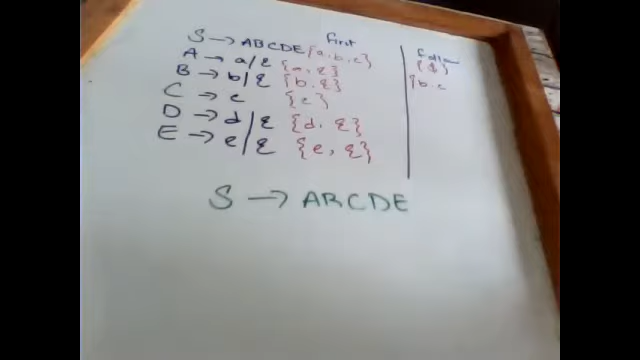 First Follow
S → ABCDE {a, b, c} {$}
A → a/ε {a, ε} {b, c
B → b/ε {b, ε}
C → c {c}
D → d/ε {d, ε}
E → e/ε {e, ε}
S → ABCDE